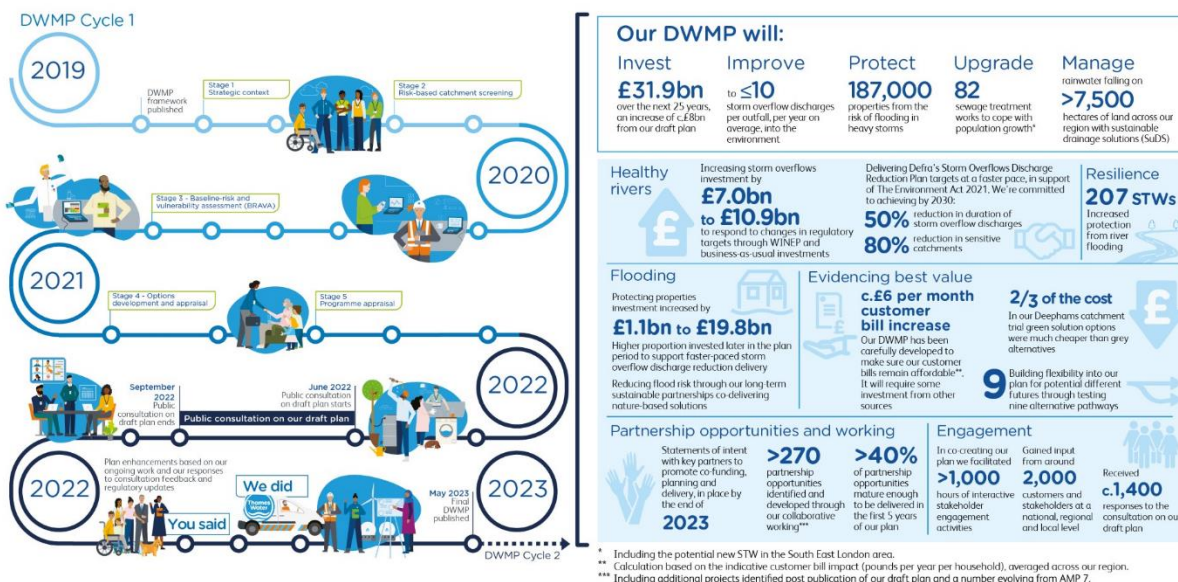 DWMP Cycle 1
2019
DWMP
framework
published
Stage 1
Strategic context
Stage 2
Risk-based catchment screening
2020
Stage 3 - Baseline-risk and
vulnerability assessment (BRAVA)
2021
Stage 4 - Options
development and appraisal
Stage 5
Programme appraisal
2022
September
2022
Public
consultation on
draft plan ends
June 2022
Public consultation
on draft plan starts
Public consultation on our draft plan
2022
Plan enhancements based on our
ongoing work and our responses
to consultation feedback and
regulatory updates
You said
We did
Thames
Water
May 2023
Final
DWMP
published
2023
DWMP Cycle 2
Our DWMP will:
Invest
£31.9bn
over the next 25 years,
an increase of c.£8bn
from our draft plan
Improve
to ≤10
storm overflow discharges
per outfall, per year on
average, into the
environment
Protect
187,000
properties from the
risk of flooding in
heavy storms
Upgrade
82
sewage treatment
works to cope with
population growth*
Manage
rainwater falling on
>7,500
hectares of land across our
region with sustainable
drainage solutions (SuDS)
Healthy
rivers
£
Increasing storm overflows
investment by
£7.0bn
to £10.9bn
to respond to changes in regulatory
targets through WINEP and
business-as-usual investments
Delivering Defra's Storm Overflows Discharge
Reduction Plan targets at a faster pace, in support
of The Environment Act 2021. We're committed
to achieving by 2030:
50% reduction in duration of
storm overflow discharges
80% reduction in sensitive
catchments
Resilience
207 STWs
Increased
protection
from river
flooding
Flooding
Protecting properties
investment increased by
£1.1bn to £19.8bn
Higher proportion invested later in the plan
period to support faster-paced storm
overflow discharge reduction delivery
Reducing flood risk through our long-term
sustainable partnerships co-delivering
nature-based solutions
Evidencing best value
£
c.£6 per month
customer
bill increase
Our DWMP has been
carefully developed to
make sure our customer
bills remain affordable**.
It will require some
investment from other
sources
2/3 of the cost
In our Deephams catchment
trial green solution options
were much cheaper than grey
alternatives
£
9
Building flexibility into our
plan for potential different
futures through testing
nine alternative pathways
Partnership opportunities and working
Statements of intent
with key partners to
promote co-funding,
planning and
delivery, in place by
the end of
2023
>270
partnership
opportunities
identified and
developed through
our collaborative
working***
>40%
of partnership
opportunities
mature enough
to be delivered in
the first 5 years
of our plan
Engagement
In co-creating our
plan we facilitated
>1,000
hours of interactive
stakeholder
engagement
activities
Gained input
from around
2,000
customers and
stakeholders at a
national, regional
and local level
Received
c.1,400
responses to the
consultation on our
draft plan
* Including the potential new STW in the South East London area.
** Calculation based on the indicative customer bill impact (pounds per year per household), averaged across our region.
*** Including additional projects identified post publication of our draft plan and a number evolving from AMP 7.